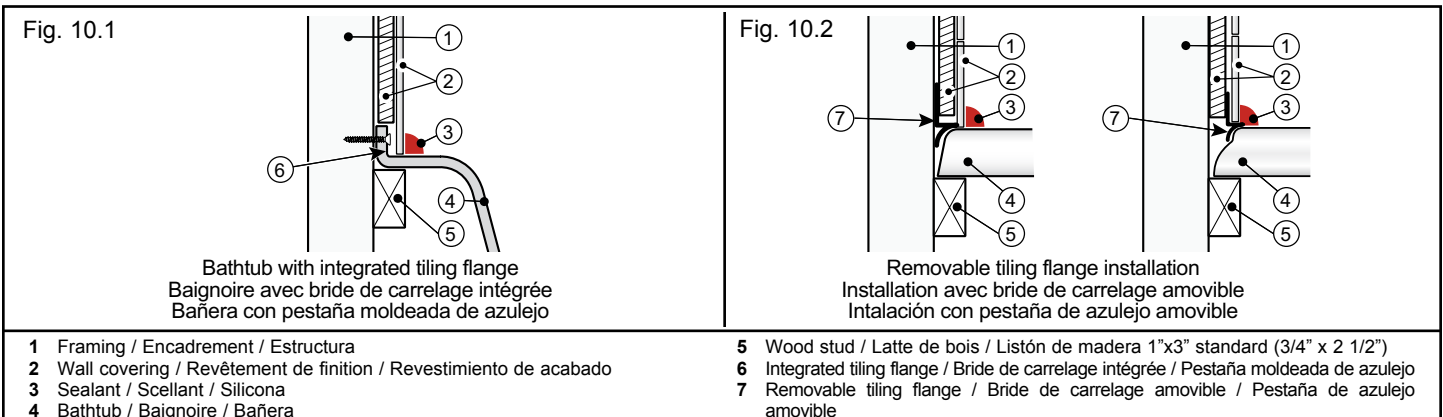 Fig. 10.1
1
2
3
6
4
5
Bathtub with integrated tiling flange
Baignoire avec bride de carrelage intégrée
Bañera con pestaña moldeada de azulejo
Fig. 10.2
1
2
3
7
4
5
1
2
3
7
4
5
Removable tiling flange installation
Installation avec bride de carrelage amovible
Intalación con pestaña de azulejo amovible
1 Framing / Encadrement / Estructura
2 Wall covering / Revêtement de finition / Revestimiento de acabado
3 Sealant / Scellant / Silicona
4 Bathtub / Baignoire / Bañera
5 Wood stud / Latte de bois / Listón de madera 1”x3” standard (3/4” x 2 1/2”)
6 Integrated tiling flange / Bride de carrelage intégrée / Pestaña moldeada de azulejo
7 Removable tiling flange / Bride de carrelage amovible / Pestaña de azulejo
amovible